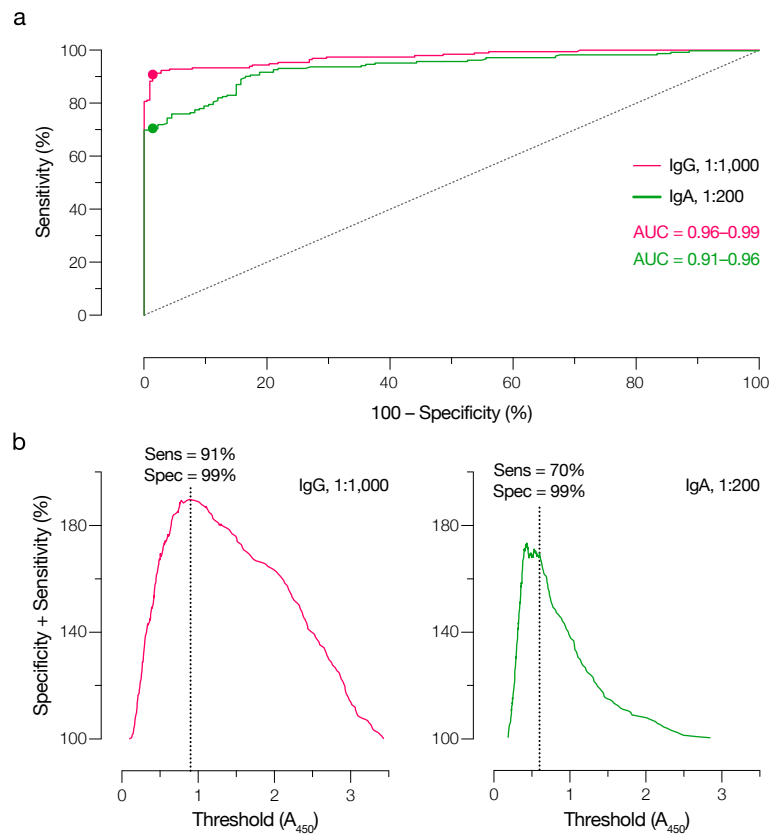 a
100
80
60
40
20
0
Sensitivity (%)
IgG, 1:1,000
IgA, 1:200
AUC = 0.96–0.99
AUC = 0.91–0.96
0 20 40 60 80 100
100 – Specificity (%)
b
Sens = 91%
Spec = 99%
IgG, 1:1,000
180
140
100
Specificity + Sensitivity (%)
0 1 2 3
Threshold (A450)
Sens = 70%
Spec = 99%
IgA, 1:200
180
140
100
0 1 2 3
Threshold (A450)